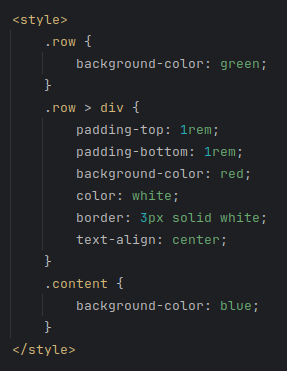 <style>
    .row {
        background-color: green;
    }
    .row > div {
        padding-top: 1rem;
        padding-bottom: 1rem;
        background-color: red;
        color: white;
        border: 3px solid white;
        text-align: center;
    }
    .content {
        background-color: blue;
    }
</style>